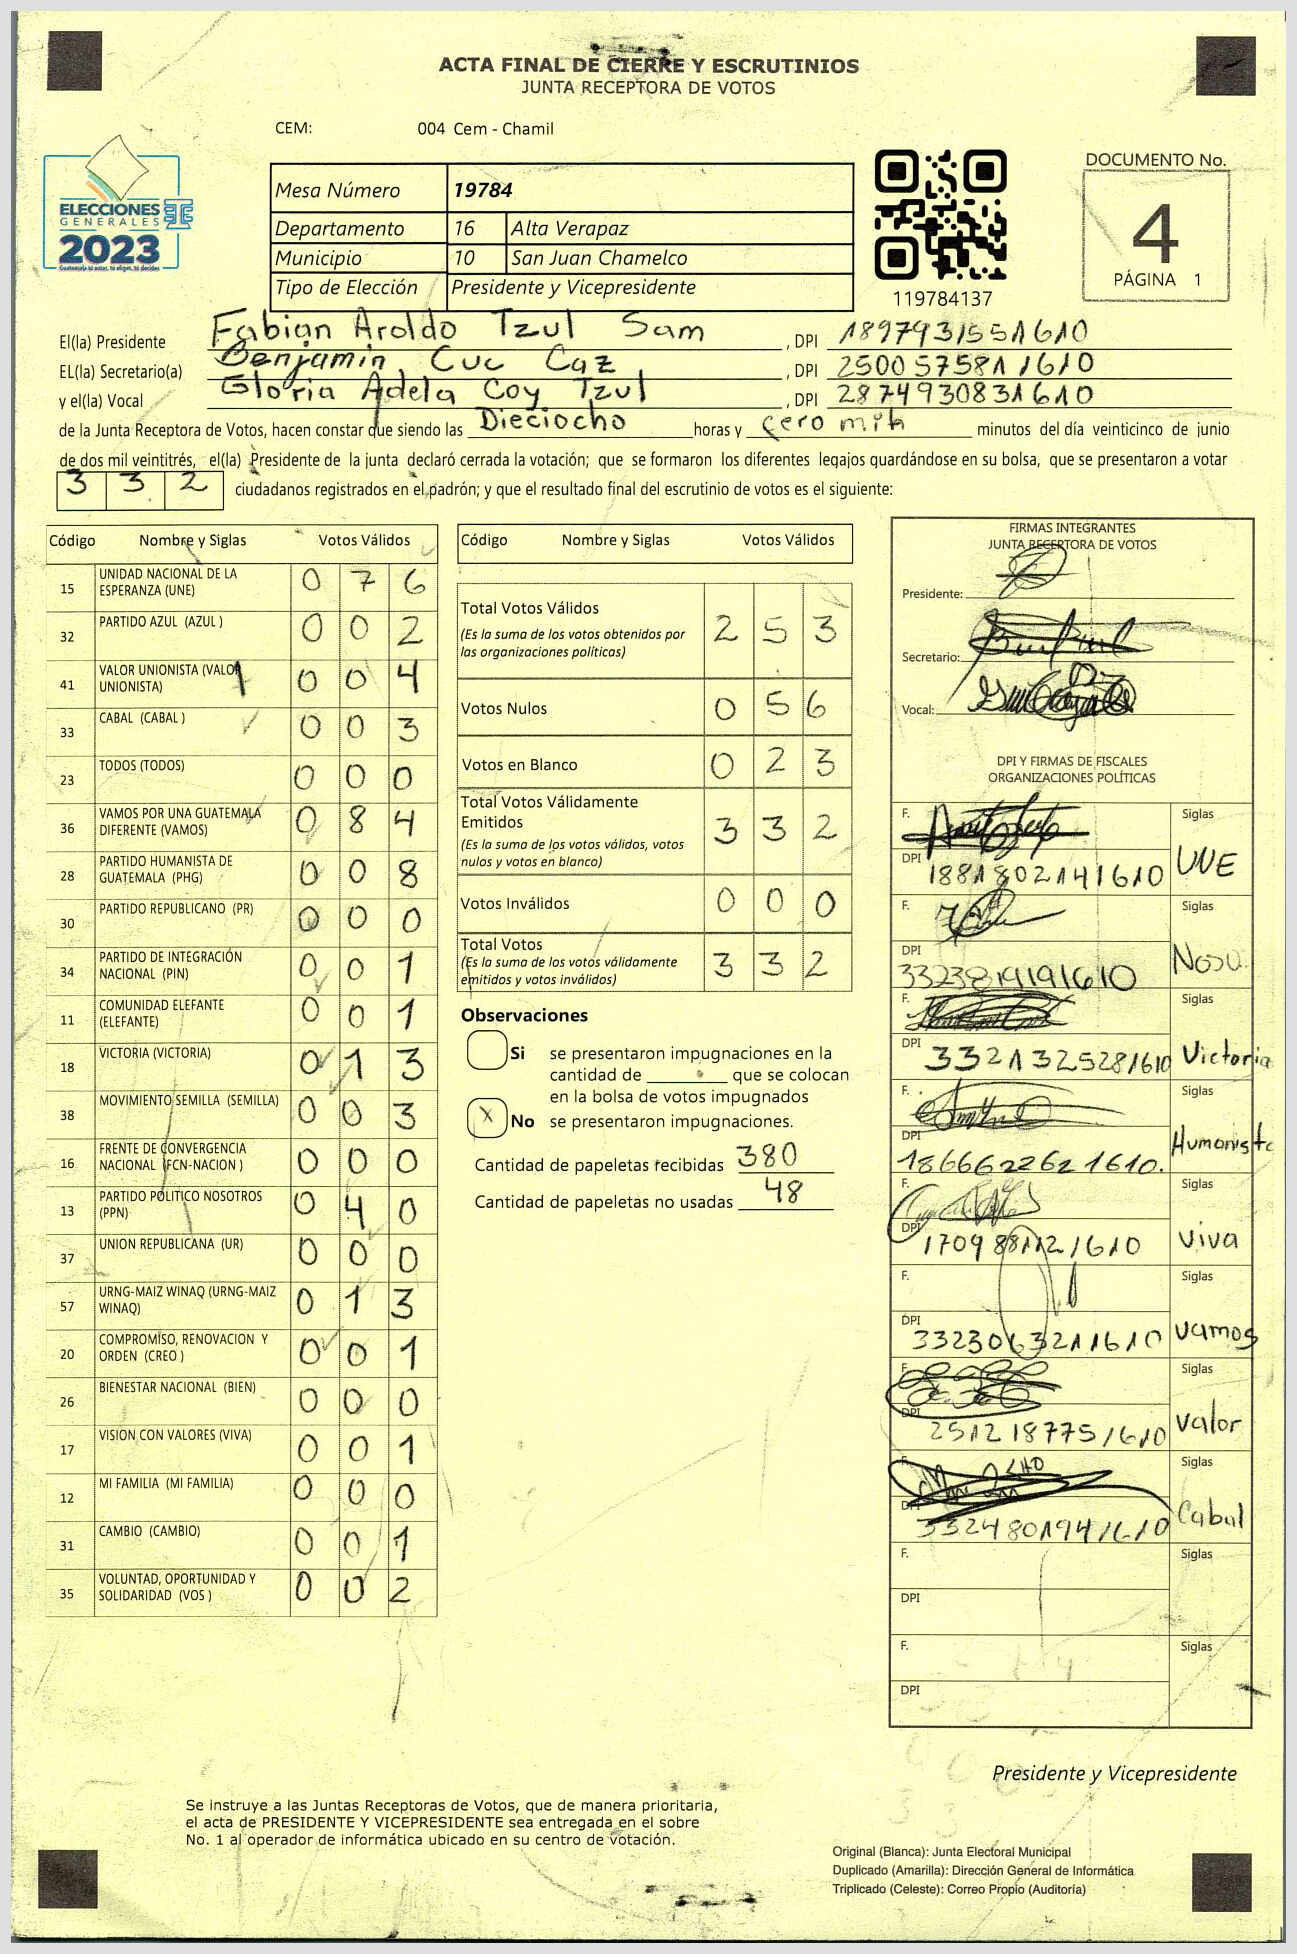 ACTA FINAL DE CIERRE Y ESCRUTINIOS
JUNTA RECEPTORA DE VOTOS
CEM: 004 Cem - Chamil
ELECCIONES
GENERALES
2023
Mesa Número 19784
Departamento 16 Alta Verapaz
Municipio 10 San Juan Chamelco
Tipo de Elección Presidente y Vicepresidente
119784137
DOCUMENTO No.
4
PÁGINA 1
El(la) Presidente Fabian Aroldo Tzul Sam , DPI 1897931551610
EL(la) Secretario(a) Benjamin Cuc Caz , DPI 2500575811610
y el(la) Vocal Gloria Adela Coy Tzul , DPI 2874930831610
de la Junta Receptora de Votos, hacen constar que siendo las Dieciocho horas y cero minutos del día veinticinco de junio
de dos mil veintitrés, el(la) Presidente de la junta declaró cerrada la votación; que se formaron los diferentes legajos guardándose en su bolsa, que se presentaron a votar
3 3 2 ciudadanos registrados en el padrón; y que el resultado final del escrutinio de votos es el siguiente:
Código Nombre y Siglas Votos Válidos
15 UNIDAD NACIONAL DE LA ESPERANZA (UNE) 0 7 6
32 PARTIDO AZUL (AZUL ) 0 0 2
41 VALOR UNIONISTA (VALOR UNIONISTA) 0 0 4
33 CABAL (CABAL ) 0 0 3
23 TODOS (TODOS) 0 0 0
36 VAMOS POR UNA GUATEMALA DIFERENTE (VAMOS) 0 8 4
28 PARTIDO HUMANISTA DE GUATEMALA (PHG) 0 0 8
30 PARTIDO REPUBLICANO (PR) 0 0 0
34 PARTIDO DE INTEGRACIÓN NACIONAL (PIN) 0 0 1
11 COMUNIDAD ELEFANTE (ELEFANTE) 0 0 1
18 VICTORIA (VICTORIA) 0 1 3
38 MOVIMIENTO SEMILLA (SEMILLA) 0 0 3
16 FRENTE DE CONVERGENCIA NACIONAL (FCN-NACION ) 0 0 0
13 PARTIDO POLITICO NOSOTROS (PPN) 0 4 0
37 UNION REPUBLICANA (UR) 0 0 0
57 URNG-MAIZ WINAQ (URNG-MAIZ WINAQ) 0 1 3
20 COMPROMISO, RENOVACION Y ORDEN (CREO ) 0 0 1
26 BIENESTAR NACIONAL (BIEN) 0 0 0
17 VISION CON VALORES (VIVA) 0 0 1
12 MI FAMILIA (MI FAMILIA) 0 0 0
31 CAMBIO (CAMBIO) 0 0 1
35 VOLUNTAD, OPORTUNIDAD Y SOLIDARIDAD (VOS ) 0 0 2
Código Nombre y Siglas Votos Válidos
Total Votos Válidos 2 5 3
(Es la suma de los votos obtenidos por
las organizaciones políticas)
Votos Nulos 0 5 6
Votos en Blanco 0 2 3
Total Votos Válidamente
Emitidos 3 3 2
(Es la suma de los votos válidos, votos
nulos y votos en blanco)
Votos Inválidos 0 0 0
Total Votos 3 3 2
(Es la suma de los votos válidamente
emitidos y votos inválidos)
Observaciones
Si se presentaron impugnaciones en la
cantidad de ________ que se colocan
en la bolsa de votos impugnados
X No se presentaron impugnaciones.
Cantidad de papeletas recibidas 380
Cantidad de papeletas no usadas 48
FIRMAS INTEGRANTES
JUNTA RECEPTORA DE VOTOS
Presidente:
Secretario:
Vocal:
DPI Y FIRMAS DE FISCALES
ORGANIZACIONES POLÍTICAS
F. Siglas
DPI 1881802141610 UNE
F. Siglas
DPI Noso.
F. Siglas
DPI 3321325281610 Victoria
F. Siglas
DPI 1866622621610. Humanista
F. Siglas
DPI 1709881121610 viva
F. Siglas
DPI 3323063211610 vamos
F. Siglas
DPI 2512187751610 valor
F. Siglas
DPI 3324801941610 Cabal
F. Siglas
DPI
F. Siglas
DPI
Presidente y Vicepresidente
Se instruye a las Juntas Receptoras de Votos, que de manera prioritaria,
el acta de PRESIDENTE Y VICEPRESIDENTE sea entregada en el sobre
No. 1 al operador de informática ubicado en su centro de votación.
Original (Blanca): Junta Electoral Municipal
Duplicado (Amarilla): Dirección General de Informática
Triplicado (Celeste): Correo Propio (Auditoría)